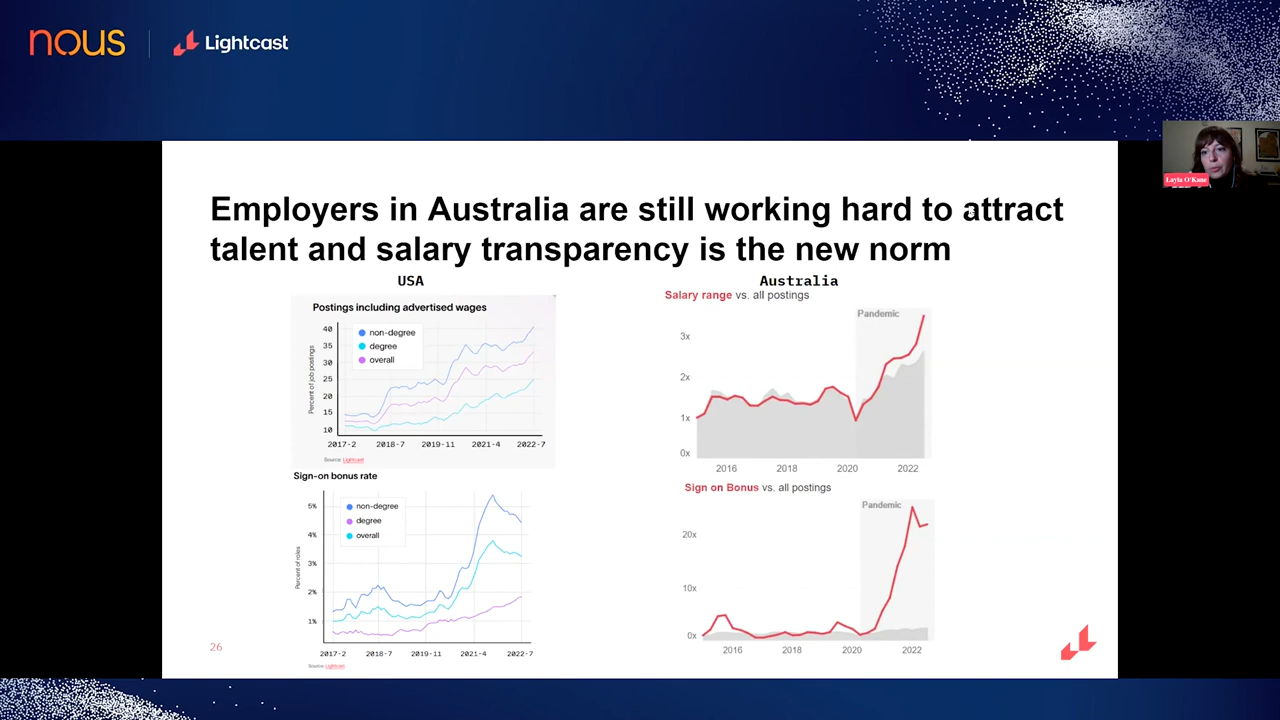 nous
Lightcast
Layla O'Kane
Employers in Australia are still working hard to attract
talent and salary transparency is the new norm
USA
Postings including advertised wages
non-degree
degree
overall
Percent of job postings
40
35
30
25
20
15
10
2017-2 2018-7 2019-11 2021-4 2022-7
Source: Lightcast
Sign-on bonus rate
non-degree
degree
overall
Percent of roles
5%
4%
3%
2%
1%
2017-2 2018-7 2019-11 2021-4 2022-7
Source: Lightcast
Australia
Salary range vs. all postings
Pandemic
3x
2x
1x
0x
2016 2018 2020 2022
Sign on Bonus vs. all postings
Pandemic
20x
10x
0x
2016 2018 2020 2022
26